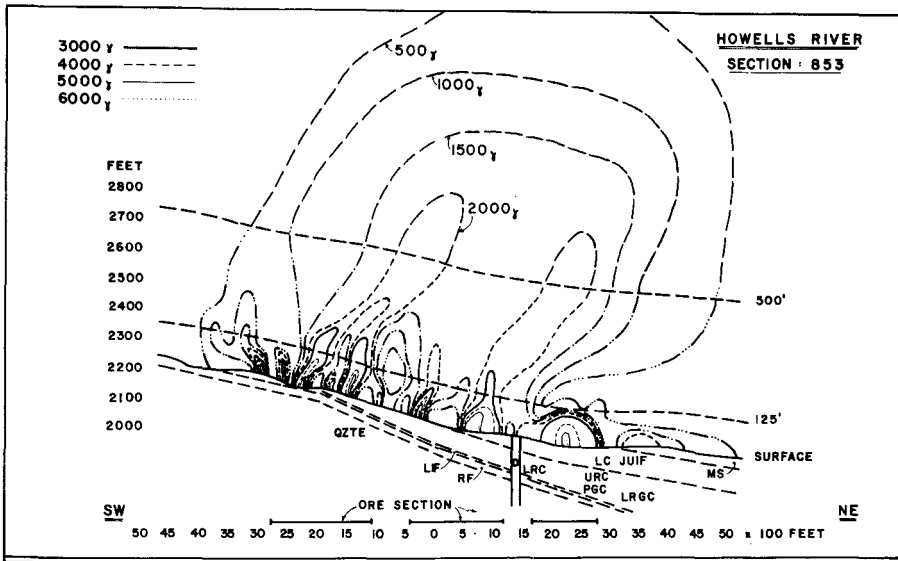 HOWELLS RIVER
SECTION : 853
3000 γ
4000 γ
5000 γ
6000 γ
500 γ
1000 γ
1500 γ
2000 γ
FEET
2800
2700
2600
2500
2400
2300
2200
2100
2000
500'
125'
SURFACE
QZTE
LIF
RF
D
LRC
LC JUIF
URC
PGC
LRGC
MS
SW
ORE SECTION
NE
50 45 40 35 30 25 20 15 10 5 0 5 10 15 20 25 30 35 40 45 50 x 100 FEET